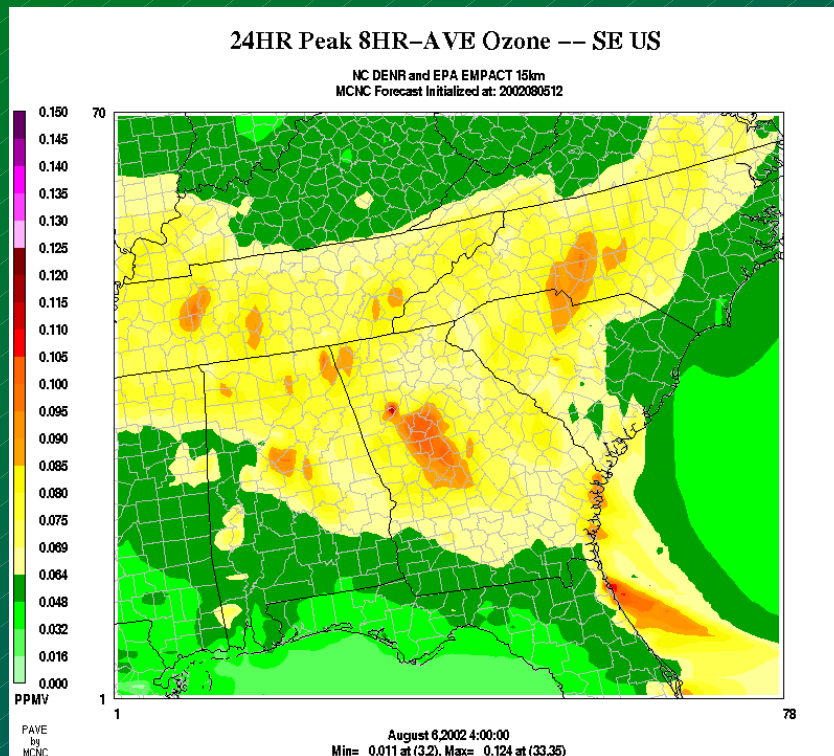 24HR Peak 8HR-AVE Ozone -- SE US
NC DENR and EPA EMPACT 15km
MCNC Forecast Initialized at: 2002080512
70
0.150
0.145
0.140
0.135
0.130
0.125
0.120
0.115
0.110
0.105
0.100
0.095
0.090
0.085
0.080
0.075
0.069
0.064
0.048
0.032
0.016
0.000
PPMV
1
1
78
PAVE
by
MCNC
August 6,2002 4:00:00
Min= 0.011 at (3,2), Max= 0.124 at (33,35)